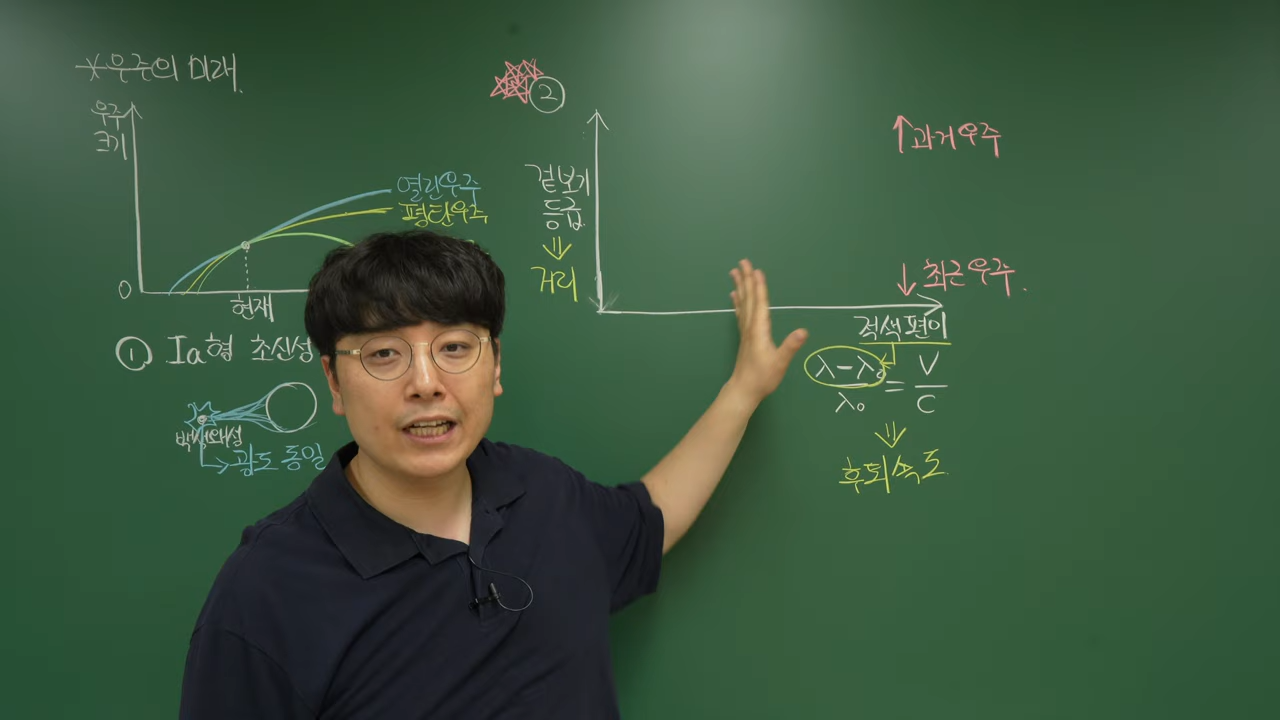 *우주의 미래
우주
크기
열린우주
평탄우주
0
현재
① Ia형 초신성
백색왜성
광도 동일
②
겉보기
등급
거리
↑과거우주
↓최근우주.
적색편이
λ-λ₀/λ₀ = V/C
후퇴속도